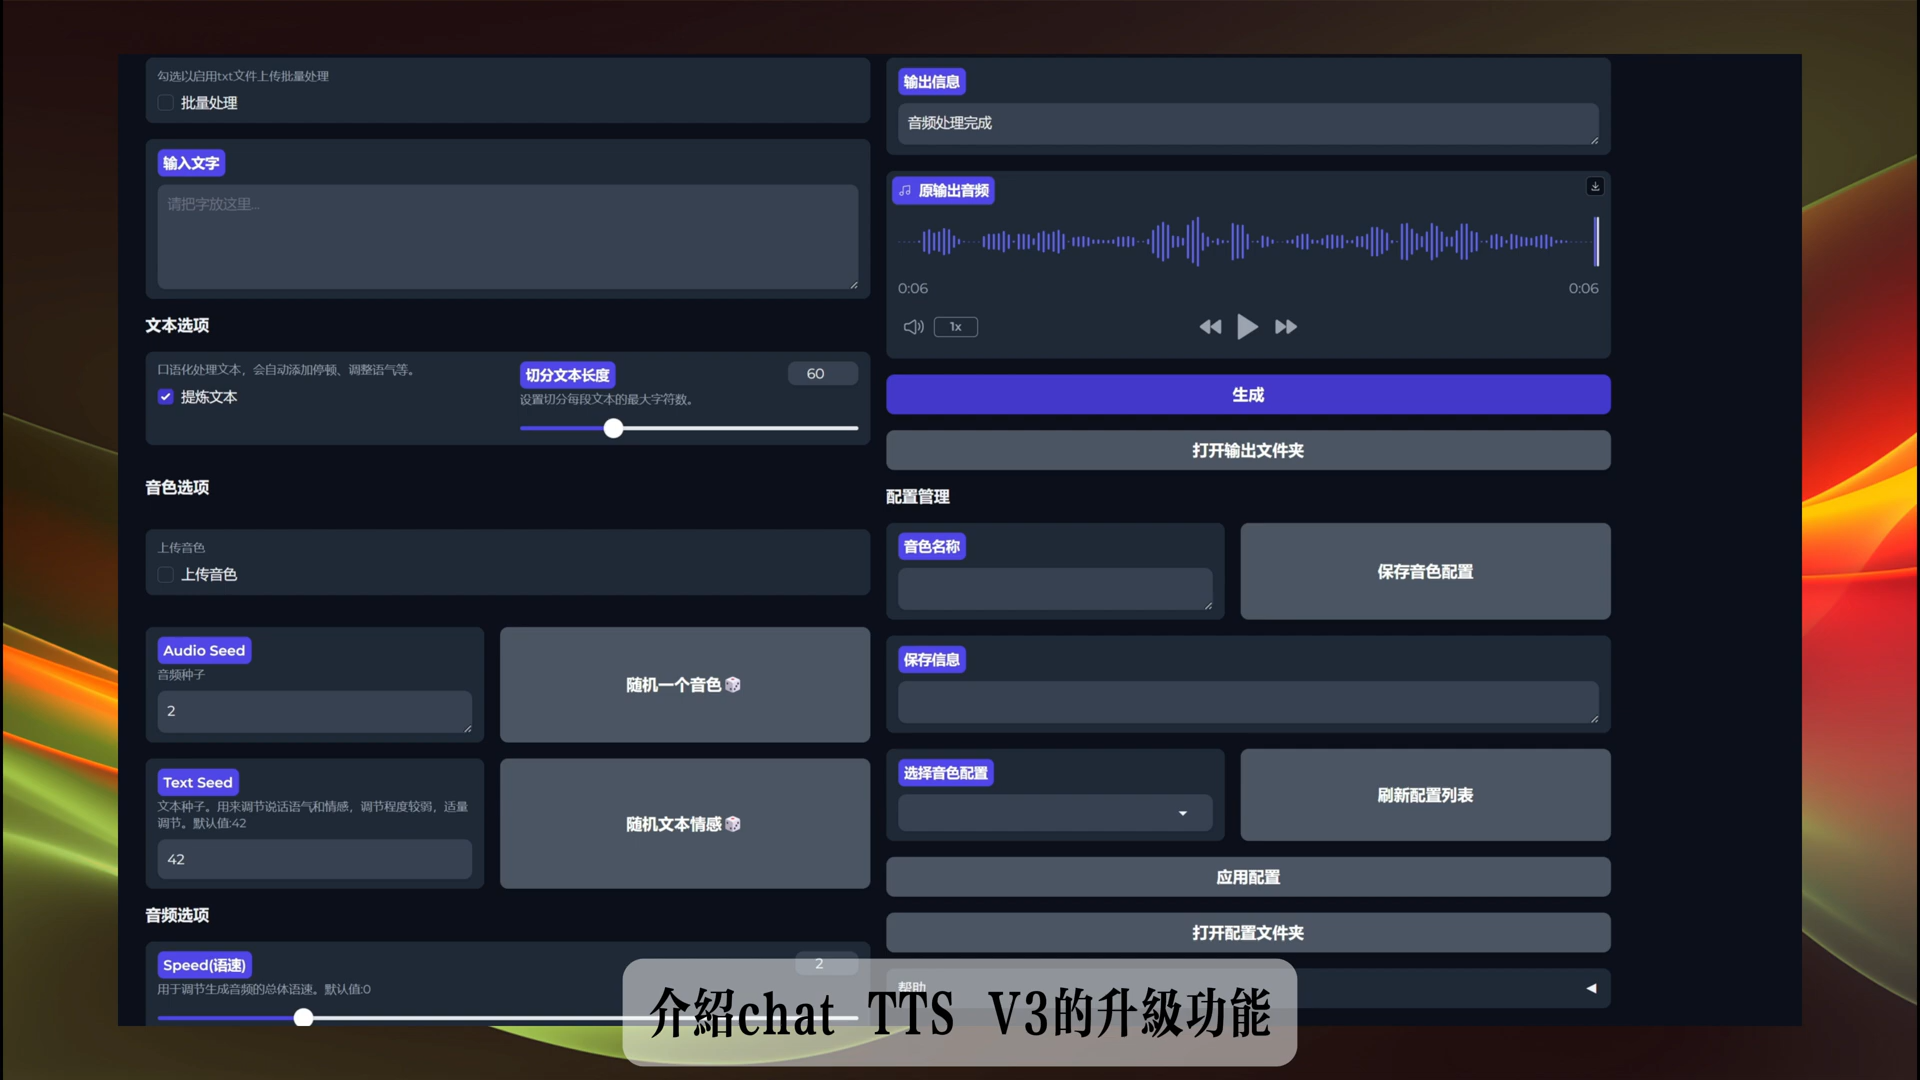 勾选以启用txt文件上传批量处理
批量处理
输入文字
请把字放这里...
文本选项
口语化处理文本，会自动添加停顿、调整语气等。
提炼文本
切分文本长度
60
设置切分每段文本的最大字符数。
音色选项
上传音色
上传音色
Audio Seed
音频种子
2
随机一个音色
Text Seed
文本种子。用来调节说话语气和情感，调节程度较弱，适量
调节。默认值:42
42
随机文本情感
音频选项
Speed(语速)
2
用于调节生成音频的总体语速。默认值:0
输出信息
音频处理完成
原输出音频
0:06
0:06
1x
生成
打开输出文件夹
配置管理
音色名称
保存音色配置
保存信息
选择音色配置
刷新配置列表
应用配置
打开配置文件夹
帮助
介紹chat TTS V3的升級功能